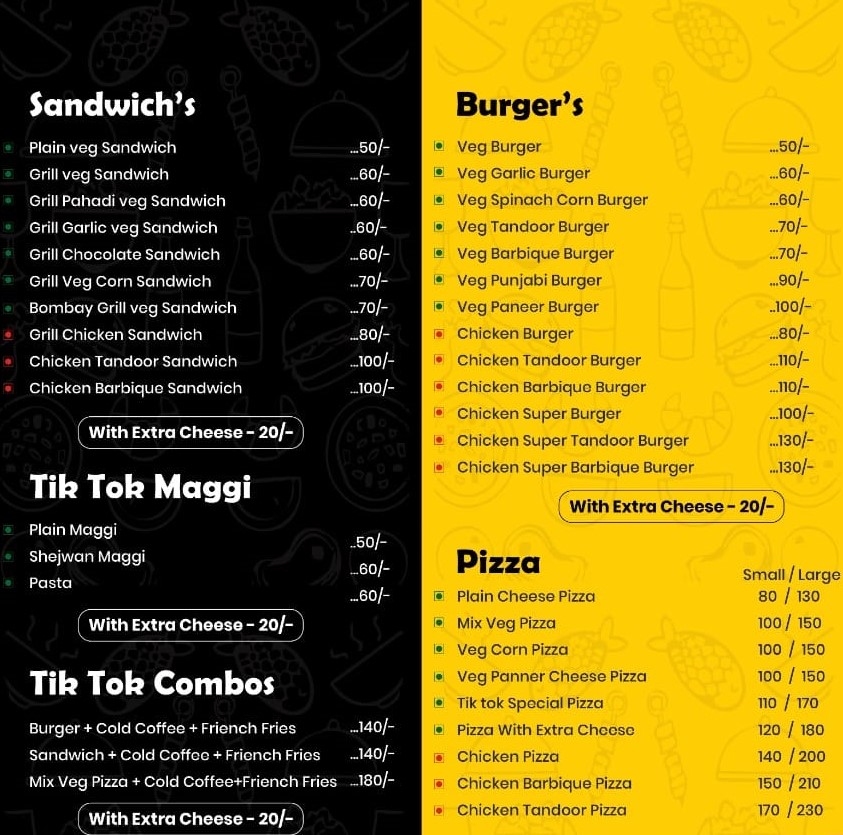 Sandwich's
Plain veg Sandwich ...50/-
Grill veg Sandwich ...60/-
Grill Pahadi veg Sandwich ...60/-
Grill Garlic veg Sandwich ..60/-
Grill Chocolate Sandwich ...60/-
Grill Veg Corn Sandwich ...70/-
Bombay Grill veg Sandwich ...70/-
Grill Chicken Sandwich ...80/-
Chicken Tandoor Sandwich ...100/-
Chicken Barbique Sandwich ...100/-
With Extra Cheese - 20/-
Tik Tok Maggi
Plain Maggi ..50/-
Shejwan Maggi ...60/-
Pasta ...60/-
With Extra Cheese - 20/-
Tik Tok Combos
Burger + Cold Coffee + Friench Fries ...140/-
Sandwich + Cold Coffee + Friench Fries ...140/-
Mix Veg Pizza + Cold Coffee+Friench Fries ...180/-
With Extra Cheese - 20/-
Burger's
Veg Burger ...50/-
Veg Garlic Burger ...60/-
Veg Spinach Corn Burger ...60/-
Veg Tandoor Burger ...70/-
Veg Barbique Burger ...70/-
Veg Punjabi Burger ...90/-
Veg Paneer Burger ..100/-
Chicken Burger ...80/-
Chicken Tandoor Burger ...110/-
Chicken Barbique Burger ...110/-
Chicken Super Burger ...100/-
Chicken Super Tandoor Burger ...130/-
Chicken Super Barbique Burger ...130/-
With Extra Cheese - 20/-
Pizza
Small / Large
Plain Cheese Pizza 80 / 130
Mix Veg Pizza 100 / 150
Veg Corn Pizza 100 / 150
Veg Panner Cheese Pizza 100 / 150
Tik tok Special Pizza 110 / 170
Pizza With Extra Cheese 120 / 180
Chicken Pizza 140 / 200
Chicken Barbique Pizza 150 / 210
Chicken Tandoor Pizza 170 / 230